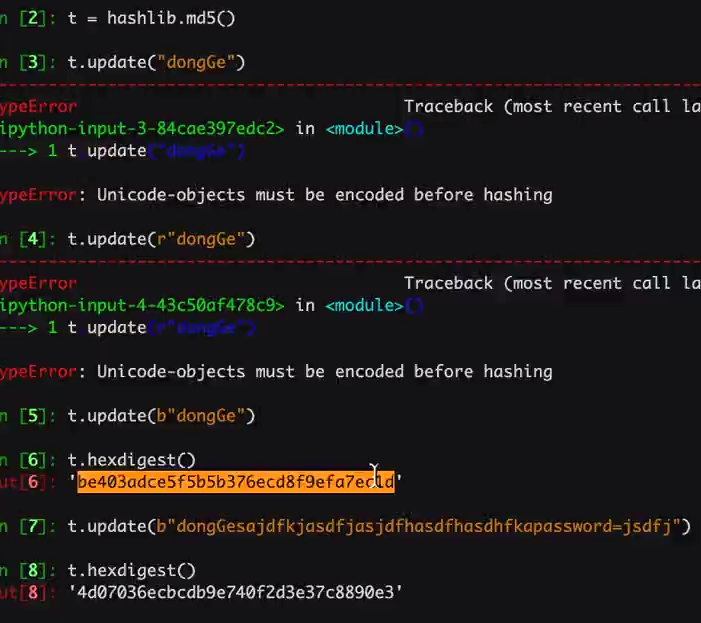 n [2]: t = hashlib.md5()
n [3]: t.update("dongGe")
ypeError Traceback (most recent call la
ipython-input-3-84cae397edc2> in <module>()
---> 1 t.update("dongGe")
ypeError: Unicode-objects must be encoded before hashing
n [4]: t.update(r"dongGe")
ypeError Traceback (most recent call la
ipython-input-4-43c50af478c9> in <module>()
---> 1 t.update(r"dongGe")
ypeError: Unicode-objects must be encoded before hashing
n [5]: t.update(b"dongGe")
n [6]: t.hexdigest()
ut[6]:
n [7]: t.update(b"dongGesajdfkjasdfjasjdfhasdfhasdhfkapassword=jsdfj")
n [8]: t.hexdigest()
ut[8]: '4d07036ecbcdb9e740f2d3e37c8890e3'